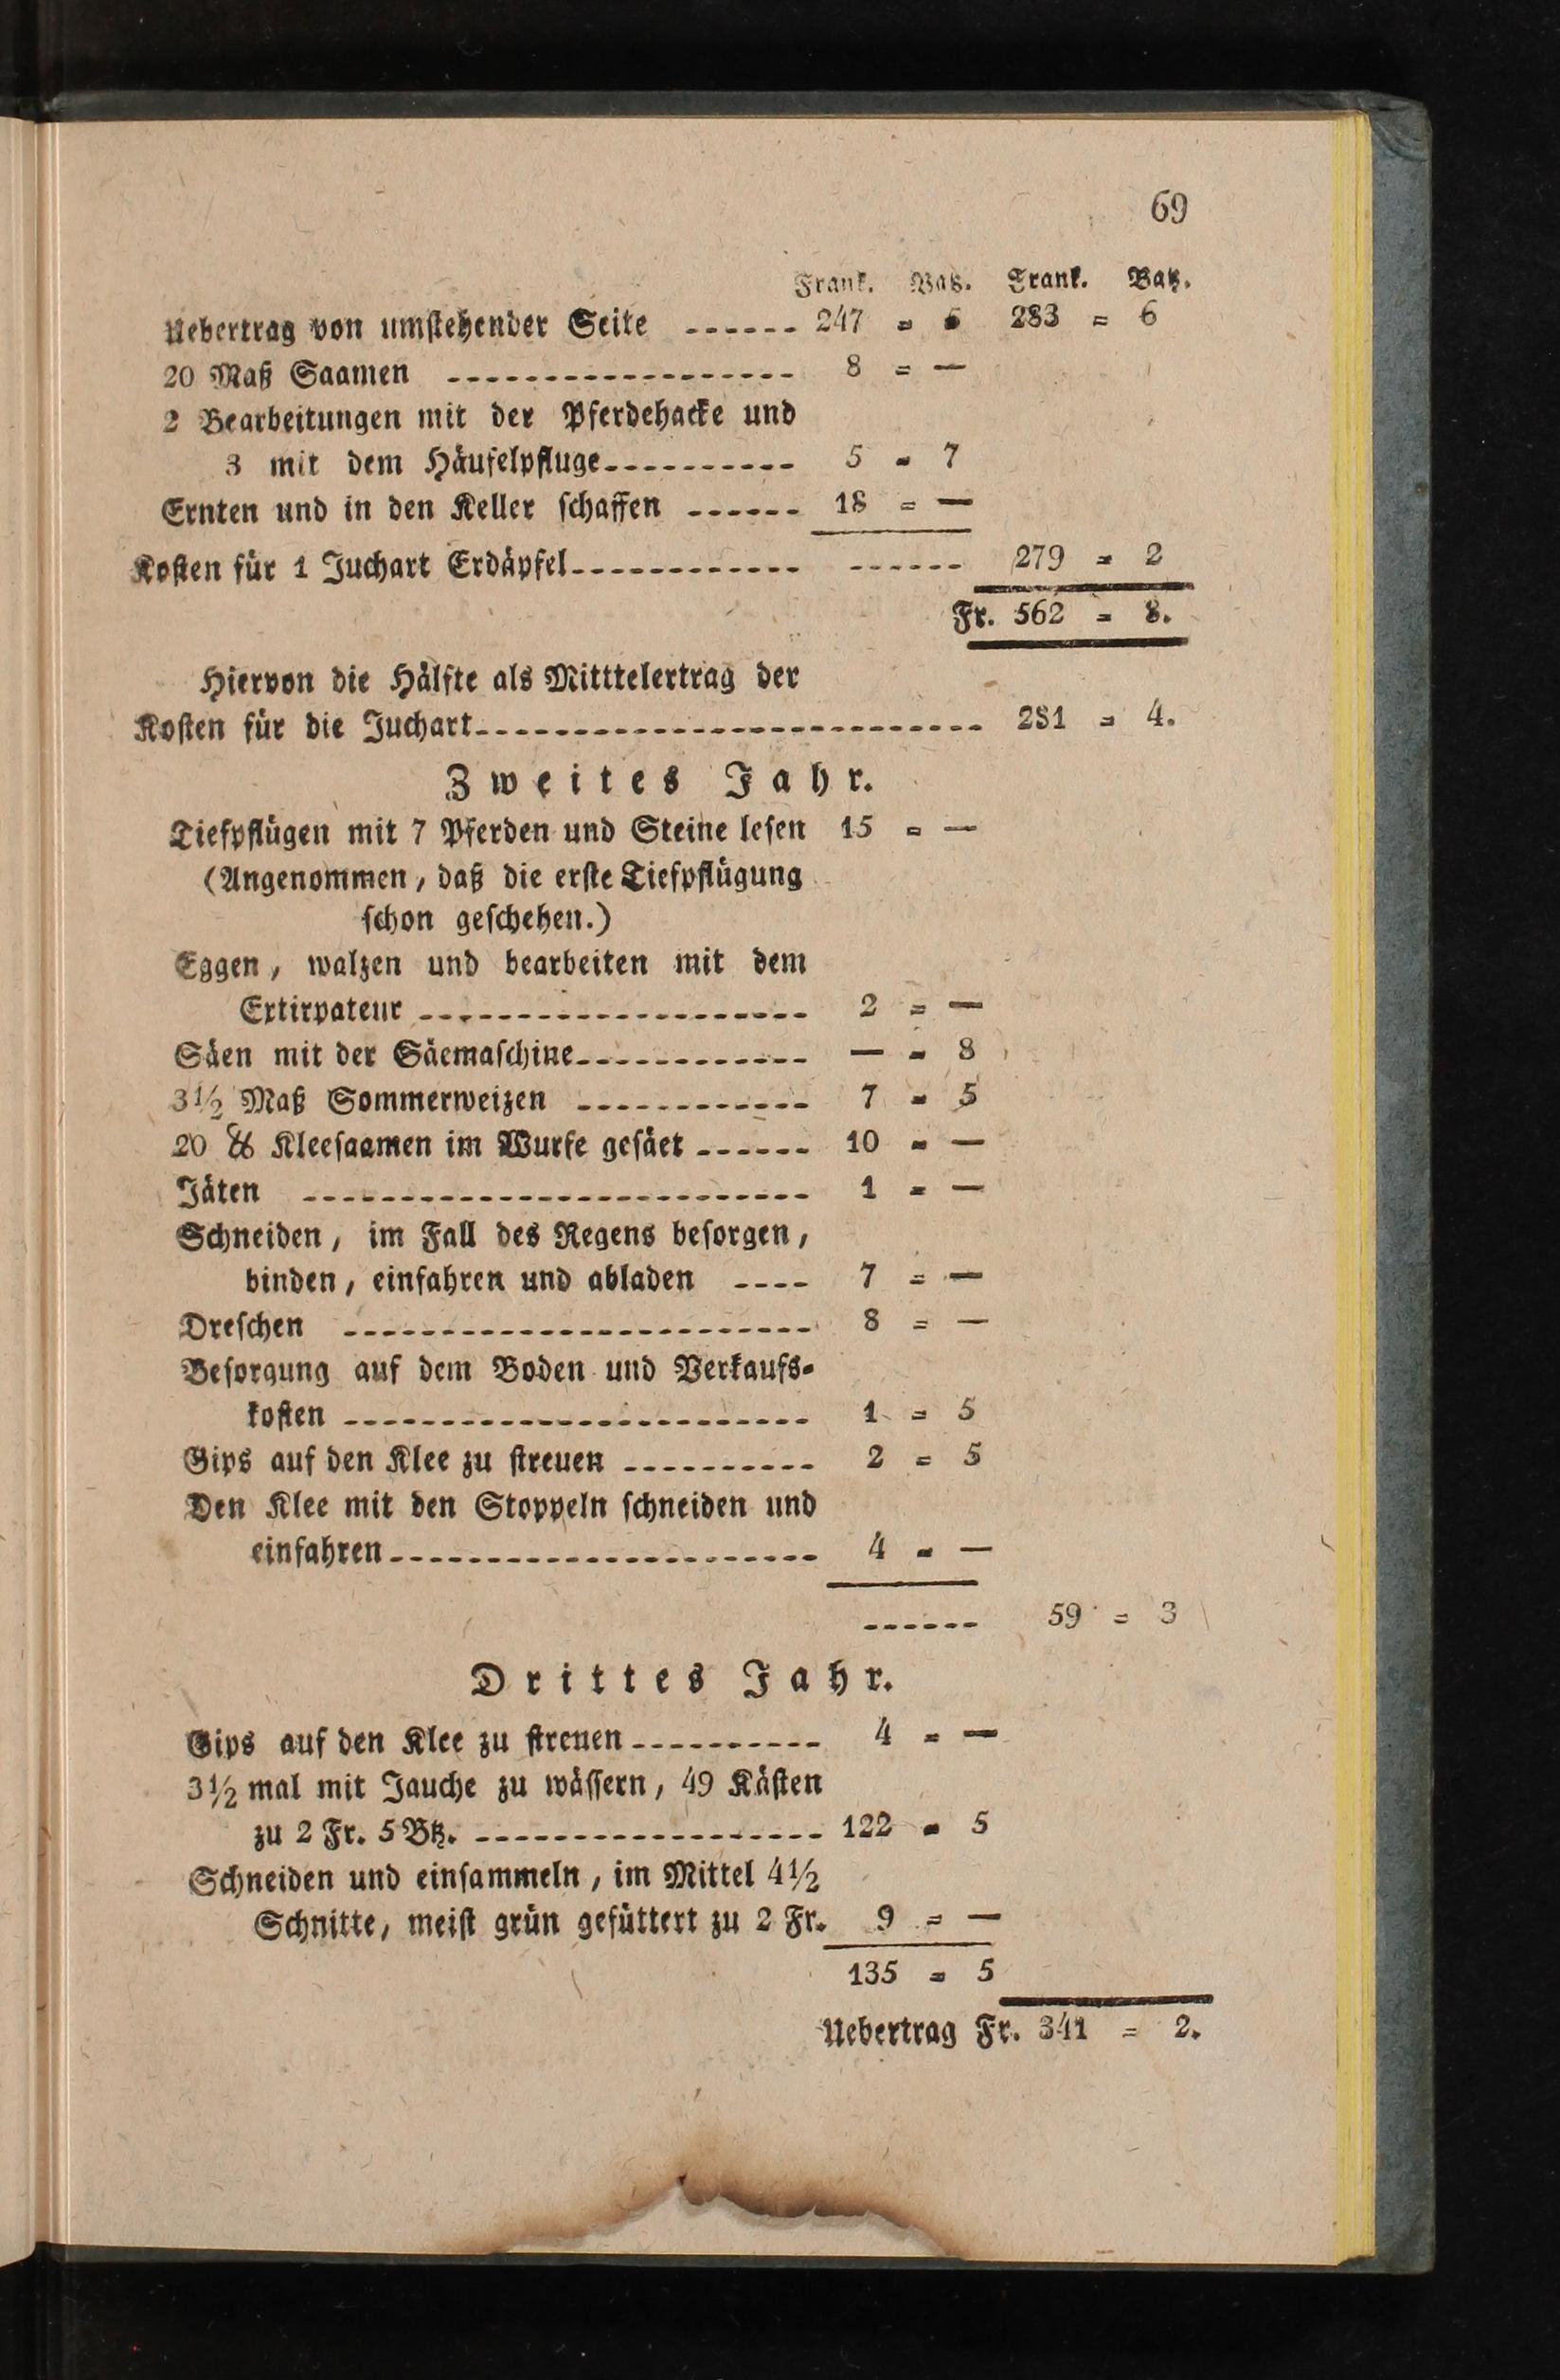 69
Frank. Batz. Frank. Batz.
Uebertrag von umstehender Seite ------ 247 = 5 283 = 6
20 Maß Saamen ------------------ 8 = —
2 Bearbeitungen mit der Pferdehacke und
3 mit dem Häufelpfluge---------- 5 = 7
Ernten und in den Keller schaffen ------ 18 = —
Kosten für 1 Juchart Erdäpfel------------ ------ 279 = 2
Fr. 562 = 8.
Hiervon die Hälfte als Mitttelertrag der
Kosten für die Juchart-------------------------- 281 = 4.
Zweites Jahr.
Tiefpflügen mit 7 Pferden und Steine lesen 15 = —
(Angenommen, daß die erste Tiefpflügung
schon geschehen.)
Eggen, walzen und bearbeiten mit dem
Extirpateur -------------------- 2 = —
Säen mit der Säemaschine------------ — = 8
3½ Maß Sommerweizen ------------ 7 = 5
20 ℔ Kleesaamen im Wurfe gesäet ------ 10 = —
Jäten -------------------------- 1 = —
Schneiden, im Fall des Regens besorgen,
binden, einfahren und abladen ---- 7 = —
Dreschen ------------------------ 8 = —
Besorgung auf dem Boden und Verkaufs-
kosten ------------------------ 1 = 5
Gips auf den Klee zu streuen ---------- 2 = 5
Den Klee mit den Stoppeln schneiden und
einfahren---------------------- 4 = —
------ 59 = 3
Drittes Jahr.
Gips auf den Klee zu streuen---------- 4 = —
3½ mal mit Jauche zu wässern, 49 Kästen
zu 2 Fr. 5 Btz. ------------------ 122 = 5
Schneiden und einsammeln, im Mittel 4½
Schnitte, meist grün gefüttert zu 2 Fr. 9 = —
135 = 5
Uebertrag Fr. 341 = 2.